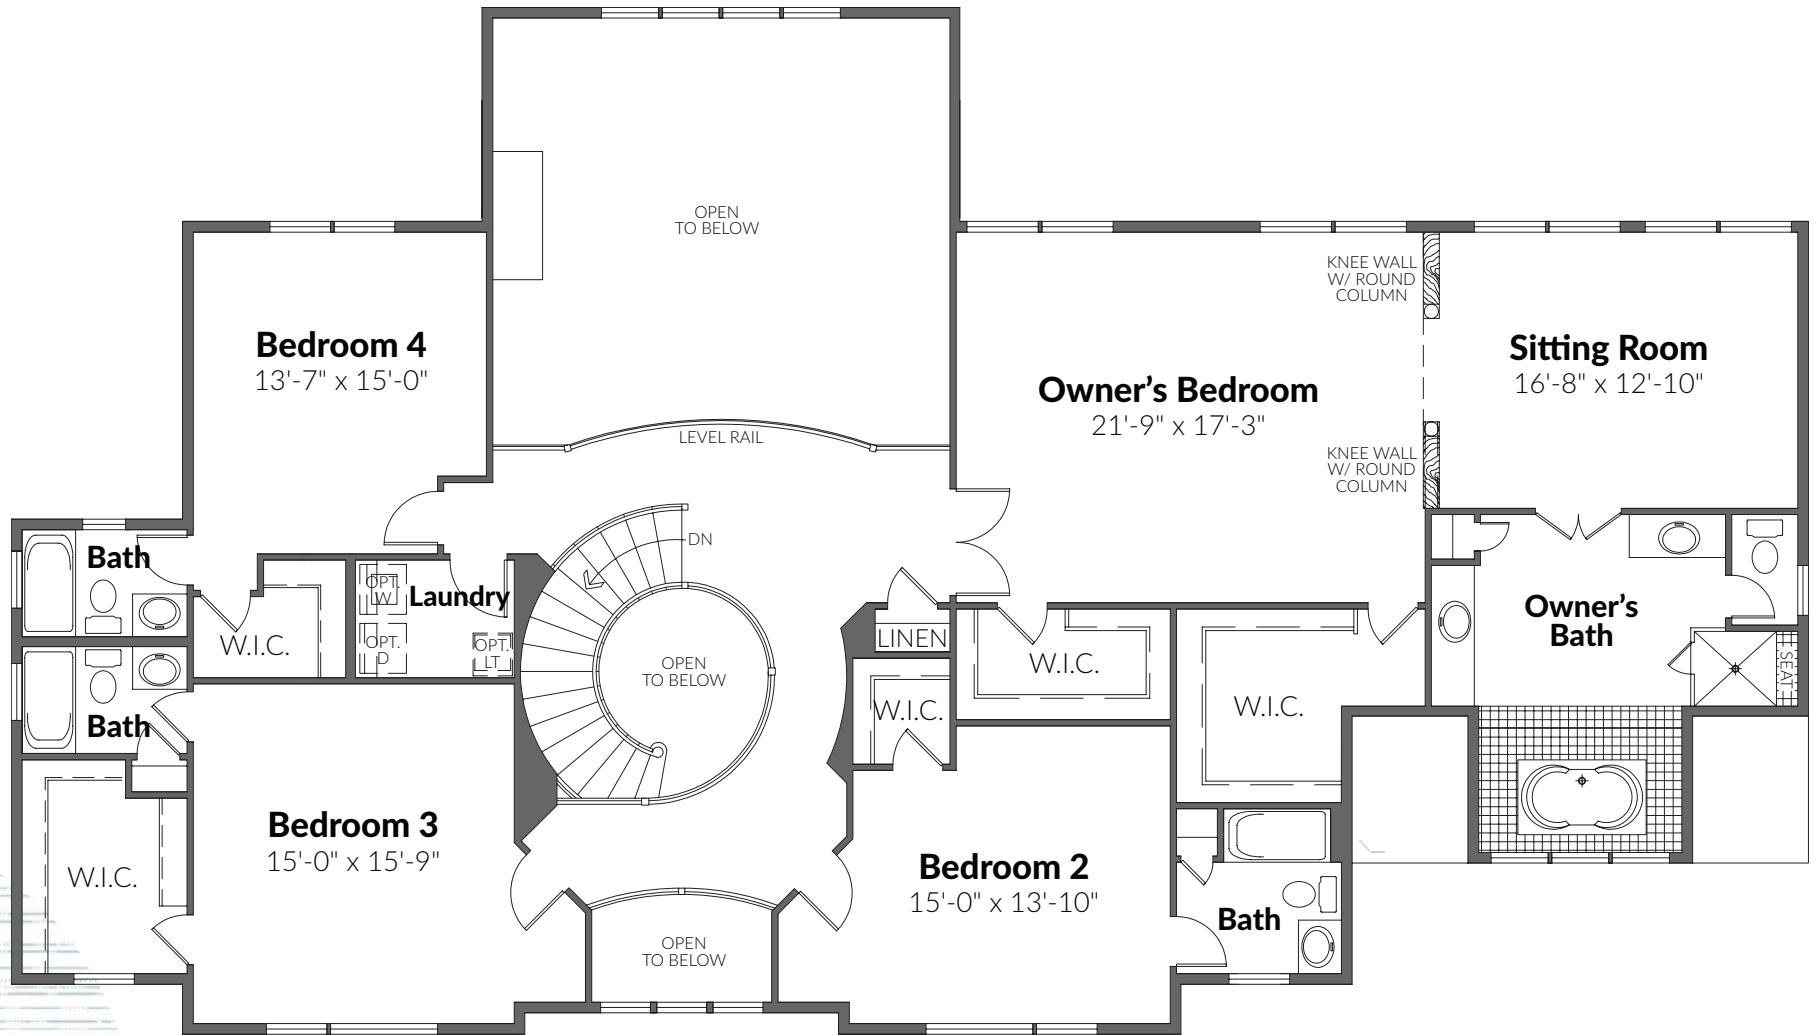 OPEN
TO BELOW
KNEE WALL
W/ ROUND
COLUMN
Bedroom 4
13'-7" x 15'-0"
Sitting Room
16'-8" x 12'-10"
Owner’s Bedroom
21'-9" x 17'-3"
LEVEL RAIL
KNEE WALL
W/ ROUND
COLUMN
DN
Bath
OPT.
W
Laundry
Owner’s
Bath
W.I.C.
OPT.
D
OPT.
LT
LINEN
OPEN
TO BELOW
W.I.C.
SEAT
Bath
W.I.C.
W.I.C.
Bedroom 3
15'-0" x 15'-9"
W.I.C.
Bedroom 2
15'-0" x 13'-10"
Bath
OPEN
TO BELOW